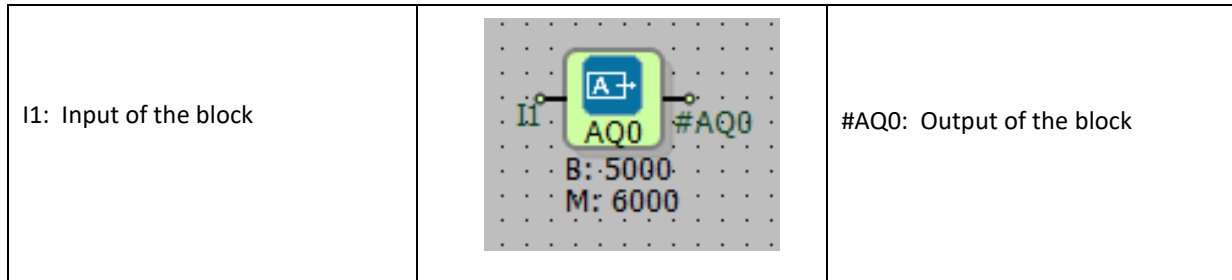 I1: Input of the block
A
I1
AQ0
#AQ0
B: 5000
M: 6000
#AQ0: Output of the block